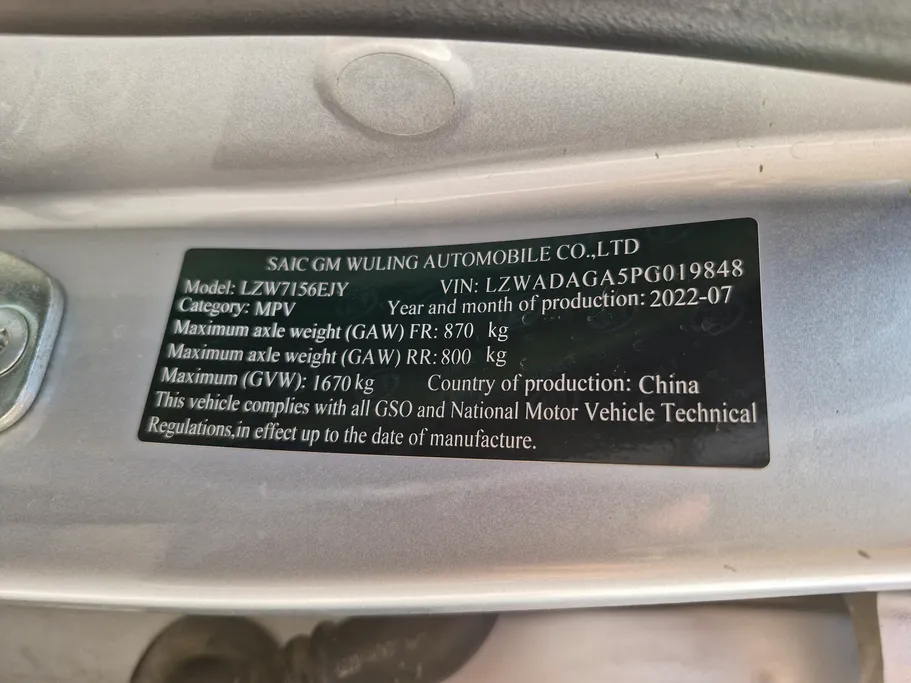 SAIC GM WULING AUTOMOBILE CO.,LTD
Model: LZW7156EJY VIN: LZWADAGA5PG019848
Category: MPV Year and month of production: 2022-07
Maximum axle weight (GAW) FR: 870 kg
Maximum axle weight (GAW) RR: 800 kg
Maximum (GVW): 1670 kg Country of production: China
This vehicle complies with all GSO and National Motor Vehicle Technical
Regulations,in effect up to the date of manufacture.